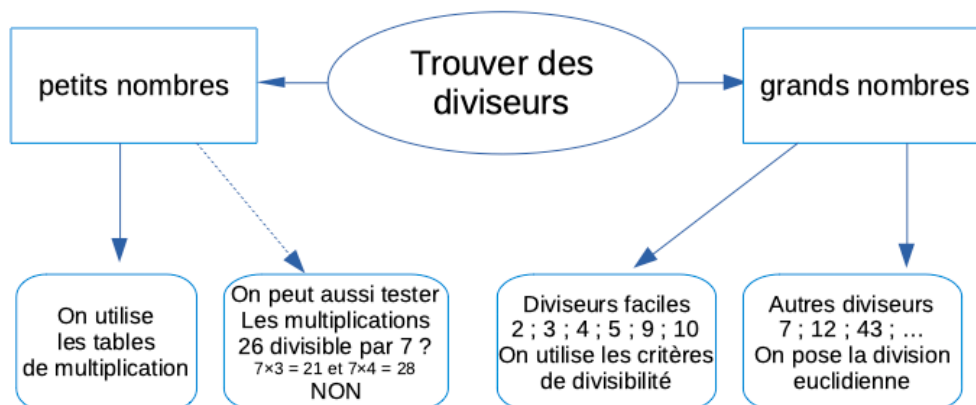 Trouver des
diviseurs
petits nombres
grands nombres
On utilise
les tables
de multiplication
On peut aussi tester
Les multiplications
26 divisible par 7 ?
7×3 = 21 et 7×4 = 28
NON
Diviseurs faciles
2 ; 3 ; 4 ; 5 ; 9 ; 10
On utilise les critères
de divisibilité
Autres diviseurs
7 ; 12 ; 43 ; ...
On pose la division
euclidienne